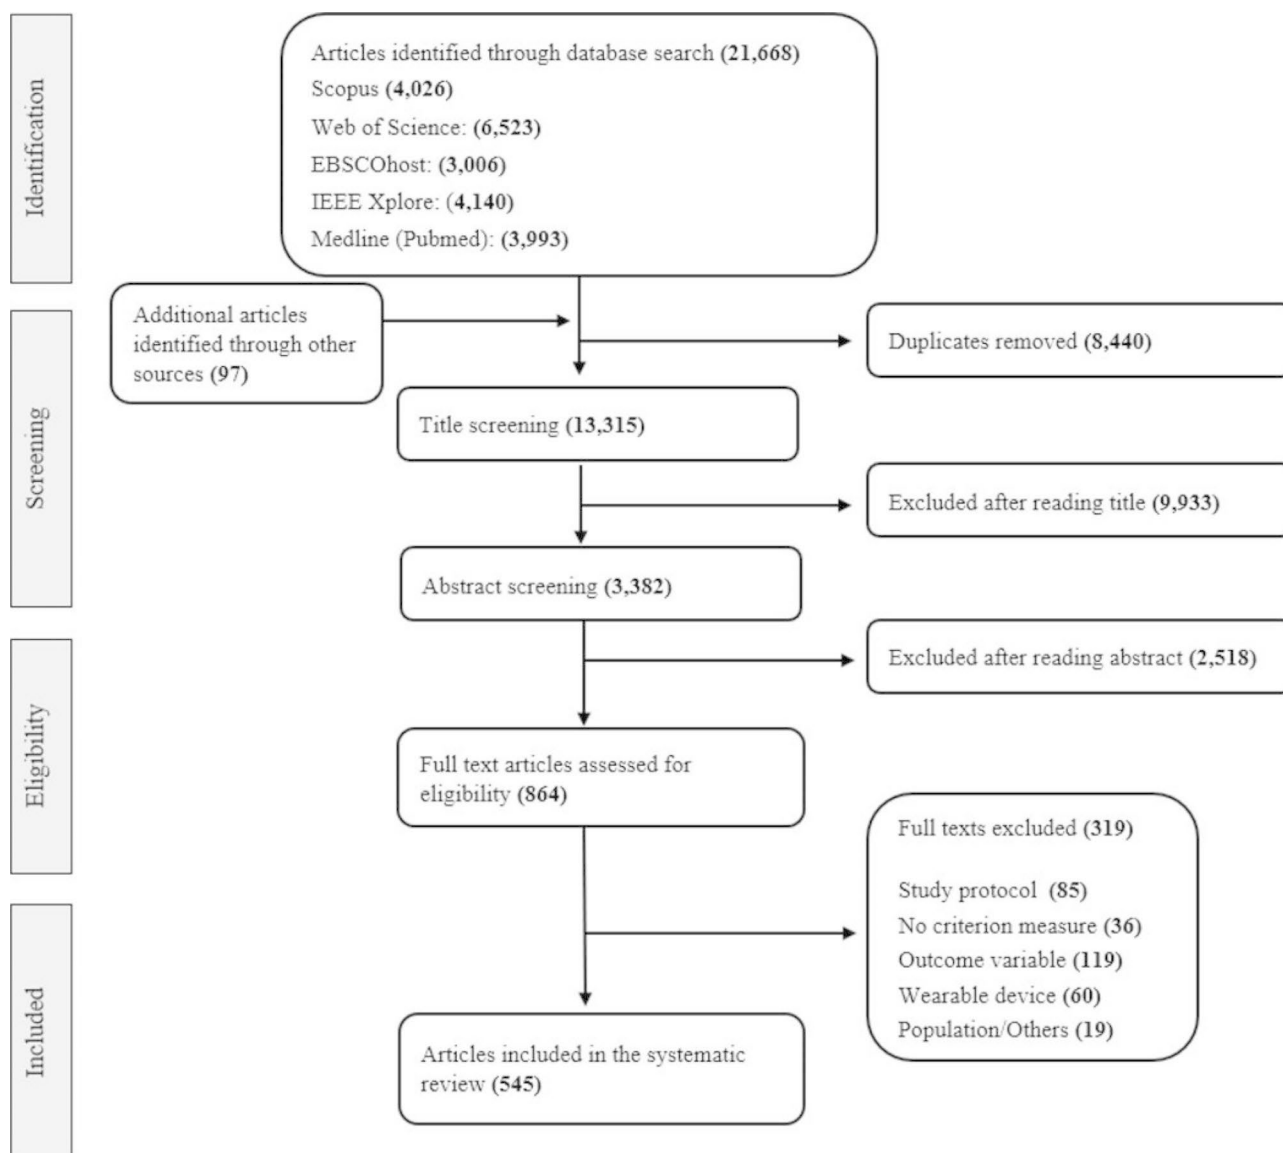 Identification
Articles identified through database search (21,668)
Scopus (4,026)
Web of Science: (6,523)
EBSCOhost: (3,006)
IEEE Xplore: (4,140)
Medline (Pubmed): (3,993)
Additional articles
identified through other
sources (97)
Duplicates removed (8,440)
Screening
Title screening (13,315)
Excluded after reading title (9,933)
Abstract screening (3,382)
Excluded after reading abstract (2,518)
Eligibility
Full text articles assessed for
eligibility (864)
Full texts excluded (319)
Study protocol (85)
No criterion measure (36)
Outcome variable (119)
Wearable device (60)
Population/Others (19)
Included
Articles included in the systematic
review (545)